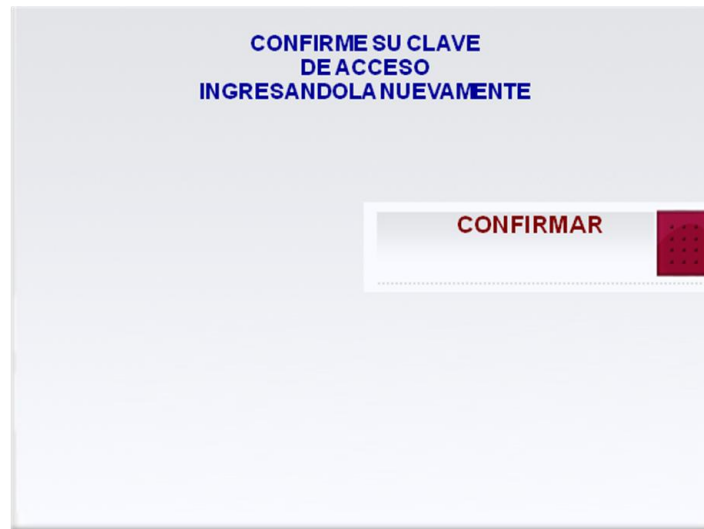 CONFIRME SU CLAVE
DE ACCESO
INGRESANDOLA NUEVAMENTE
CONFIRMAR